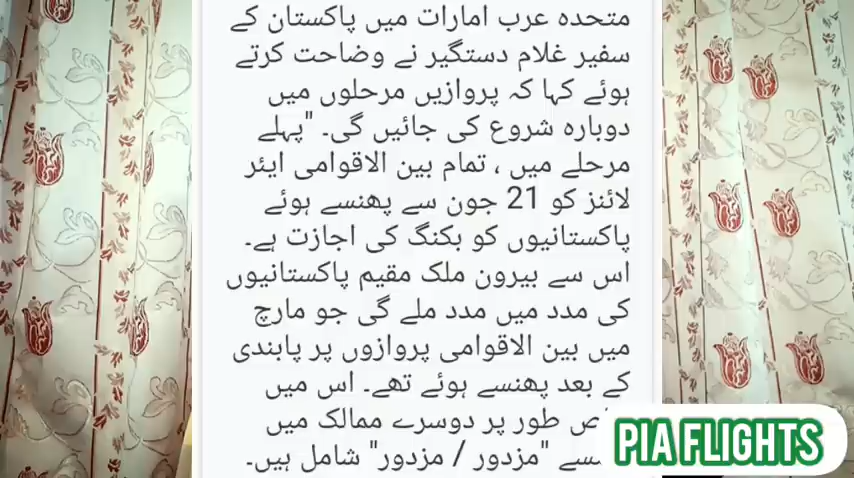 متحدہ عرب امارات میں پاکستان کے
سفیر غلام دستگیر نے وضاحت کرتے
ہوئے کہا کہ پروازیں مرحلوں میں
دوبارہ شروع کی جائیں گی۔ "پہلے
مرحلے میں ، تمام بین الاقوامی ایئر
لائنز کو 21 جون سے پھنسے ہوئے
پاکستانیوں کو بکنگ کی اجازت ہے۔
اس سے بیرون ملک مقیم پاکستانیوں
کی مدد میں مدد ملے گی جو مارچ
میں بین الاقوامی پروازوں پر پابندی
کے بعد پھنسے ہوئے تھے۔ اس میں
طور پر دوسرے ممالک میں
"مزدور / مزدور" شامل ہیں۔
PIA FLIGHTS